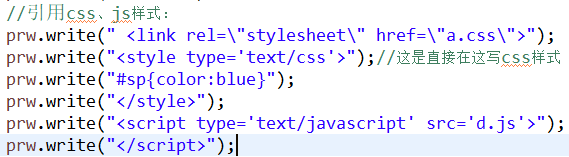 //引用css、js样式:
prw.write(" <link rel=\"stylesheet\" href=\"a.css\">");
prw.write("<style type='text/css'>");//这是直接在这写css样式
prw.write("#sp{color:blue}");
prw.write("</style>");
prw.write("<script type='text/javascript' src='d.js'>");
prw.write("</script>");